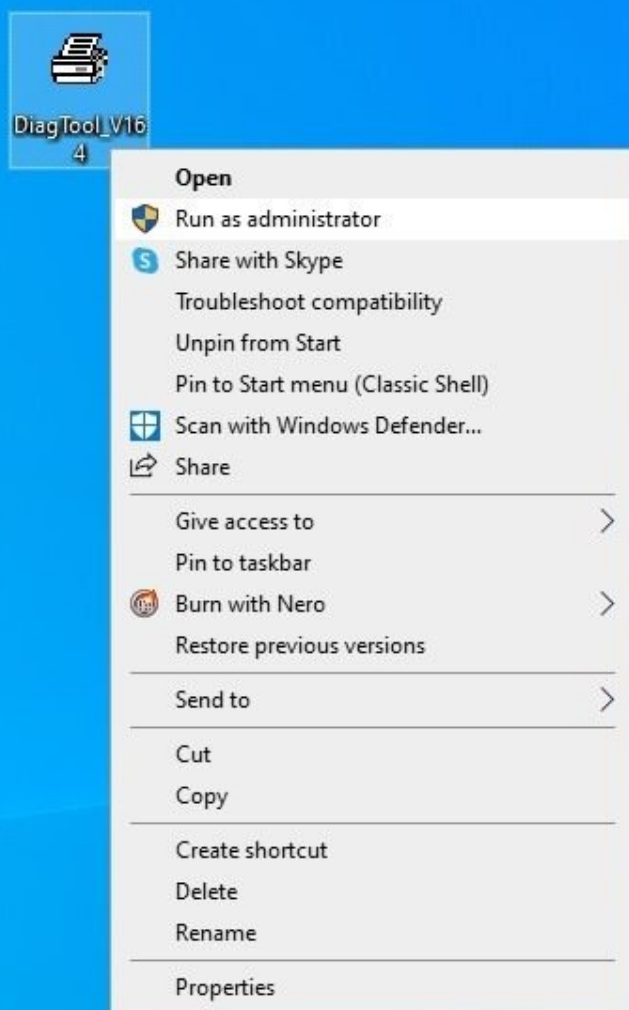 DiagTool_V16
4
Open
Run as administrator
Share with Skype
Troubleshoot compatibility
Unpin from Start
Pin to Start menu (Classic Shell)
Scan with Windows Defender...
Share
Give access to
Pin to taskbar
Burn with Nero
Restore previous versions
Send to
Cut
Copy
Create shortcut
Delete
Rename
Properties